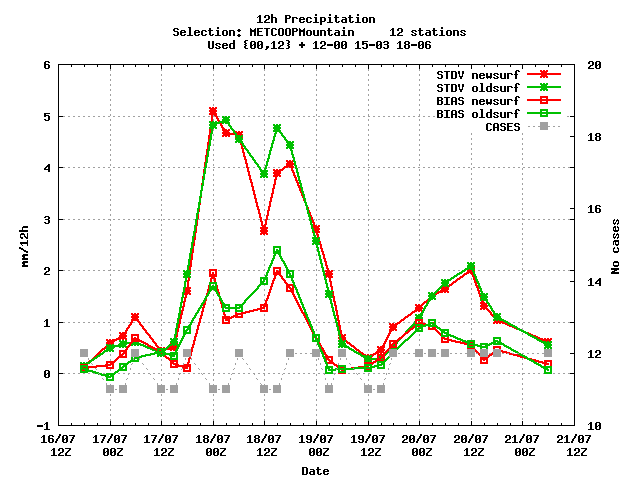 12h Precipitation
Selection: METCOOPMountain 12 stations
Used {00,12} + 12-00 15-03 18-06
STDV newsurf
STDV oldsurf
BIAS newsurf
BIAS oldsurf
CASES
6
5
4
3
2
1
0
-1
mm/12h
20
18
16
14
12
10
No cases
16/07 17/07 17/07 18/07 18/07 19/07 19/07 20/07 20/07 21/07 21/07
12Z 00Z 12Z 00Z 12Z 00Z 12Z 00Z 12Z 00Z 12Z
Date